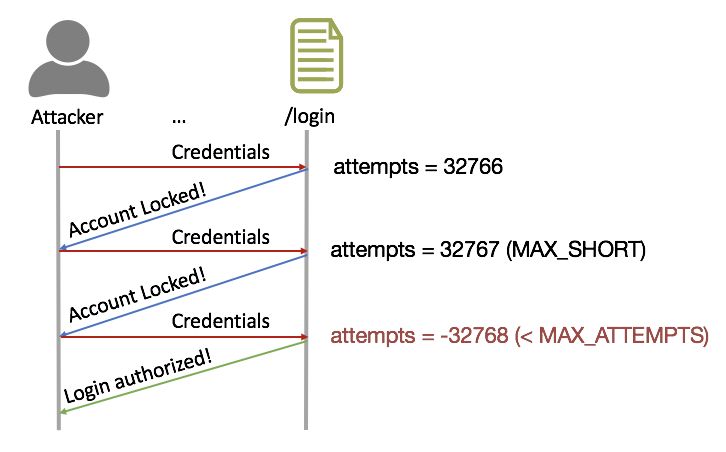 Attacker
...
/login
Credentials
attempts = 32766
Account Locked!
Credentials
attempts = 32767 (MAX_SHORT)
Account Locked!
Credentials
attempts = -32768 (< MAX_ATTEMPTS)
Login authorized!